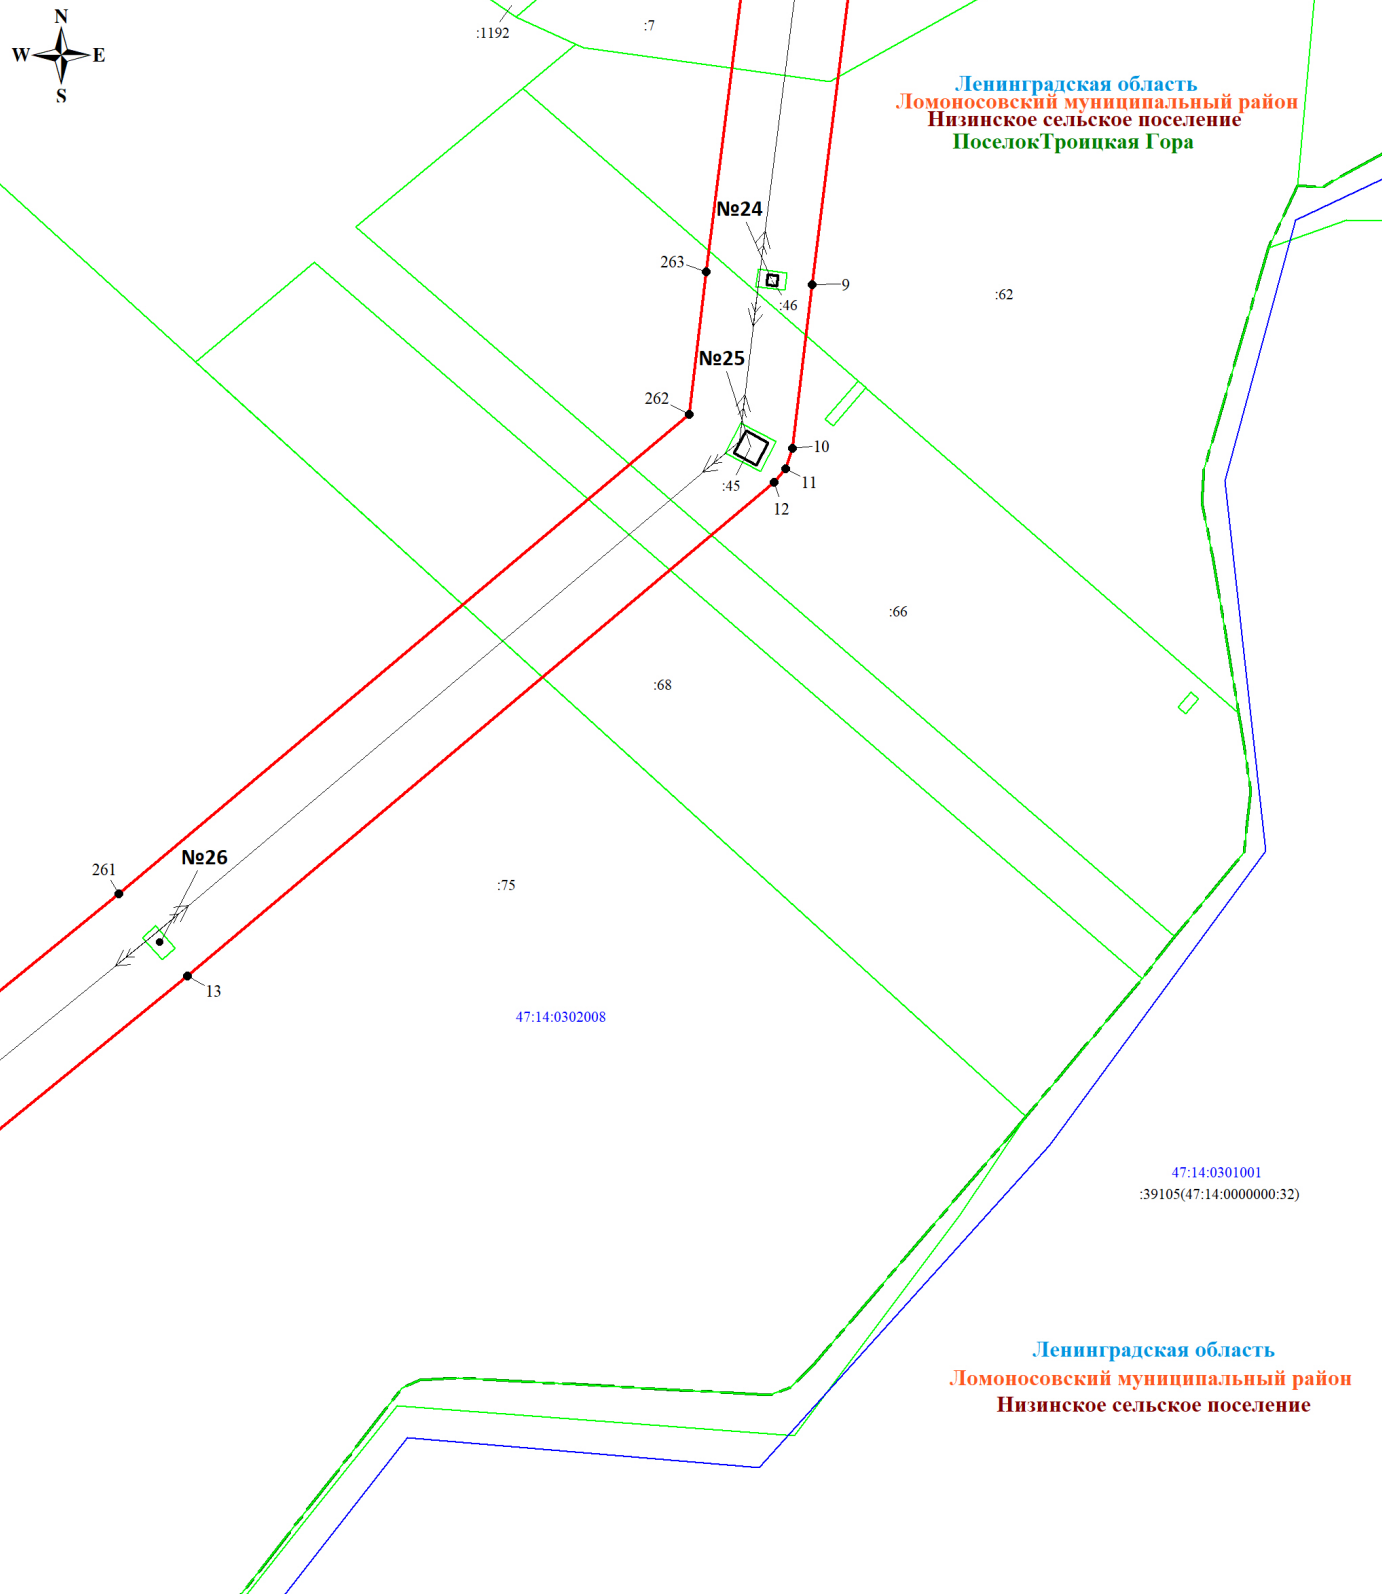 N
W E
S
:1192
:7
Ленинградская область
Ломоносовский муниципальный район
Низинское сельское поселение
ПоселокТроицкая Гора
№24
263
9
:46
:62
№25
262
10
:45
11
12
:66
:68
№26
261
:75
13
47:14:0302008
47:14:0301001
:39105(47:14:0000000:32)
Ленинградская область
Ломоносовский муниципальный район
Низинское сельское поселение